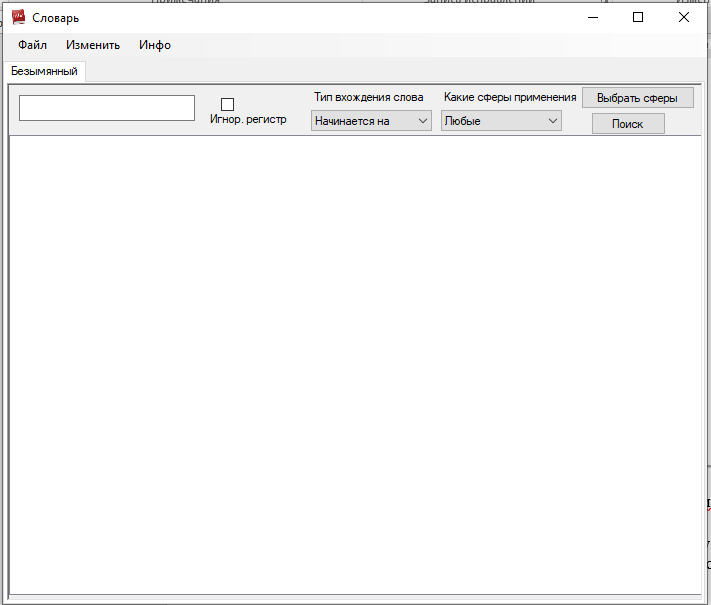 Словарь
Файл Изменить Инфо
Безымянный
Тип вхождения слова Какие сферы применения Выбрать сферы
Игнор. регистр Начинается на Любые Поиск